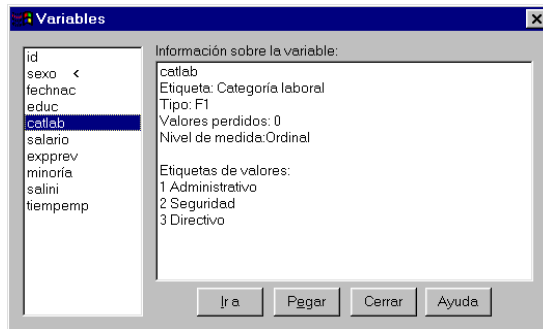 Variables
id
sexo <
fechnac
educ
catlab
salario
expprev
minoría
salini
tiempemp
Información sobre la variable:
catlab
Etiqueta: Categoría laboral
Tipo: F1
Valores perdidos: 0
Nivel de medida:Ordinal
Etiquetas de valores:
1 Administrativo
2 Seguridad
3 Directivo
Ir a
Pegar
Cerrar
Ayuda